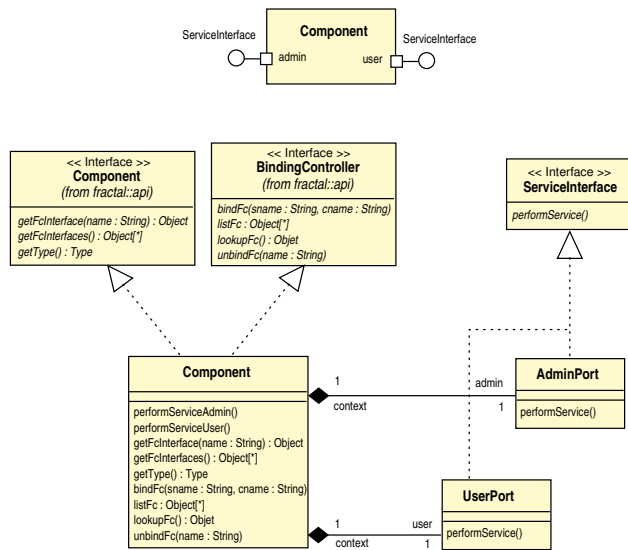 Component
ServiceInterface
ServiceInterface
admin
user
<< Interface >>
Component
(from fractal::api)
getFcInterface(name : String) : Object
getFcInterfaces() : Object[*]
getType() : Type
<< Interface >>
BindingController
(from fractal::api)
bindFc(sname : String, cname : String)
listFc : Object[*]
lookupFc() : Objet
unbindFc(name : String)
<< Interface >>
ServiceInterface
performService()
Component
performServiceAdmin()
performServiceUser()
getFcInterface(name : String) : Object
getFcInterfaces() : Object[*]
getType() : Type
bindFc(sname : String, cname : String)
listFc : Object[*]
lookupFc() : Objet
unbindFc(name : String)
1
context
admin
1
AdminPort
performService()
1
context
user
1
UserPort
performService()